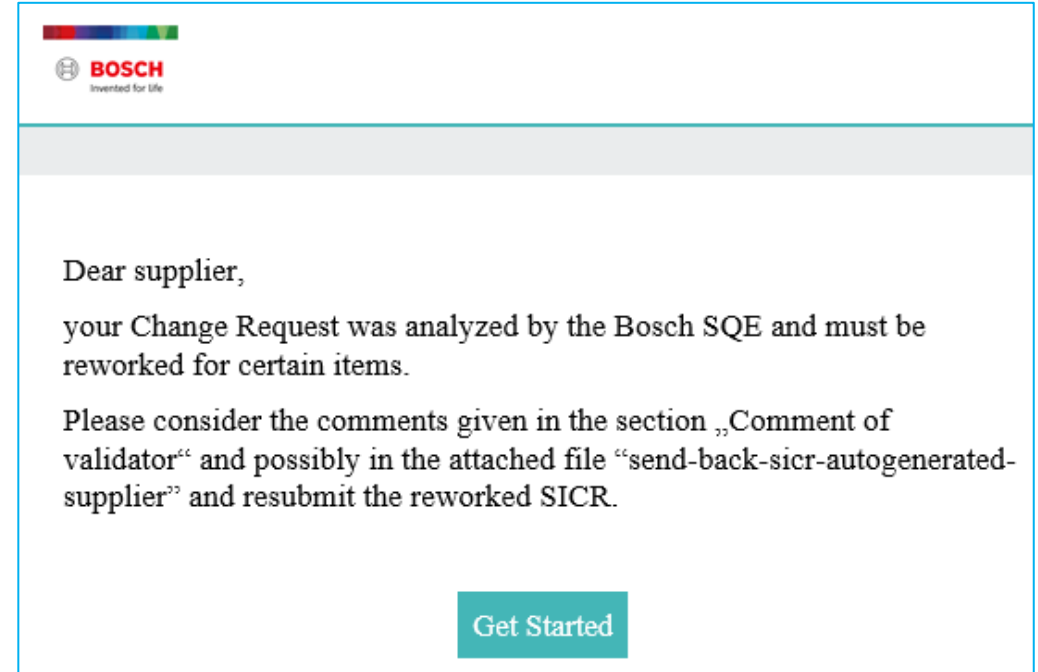 BOSCH
Invented for life
Dear supplier,
your Change Request was analyzed by the Bosch SQE and must be
reworked for certain items.
Please consider the comments given in the section „Comment of
validator“ and possibly in the attached file “send-back-sicr-autogenerated-
supplier” and resubmit the reworked SICR.
Get Started